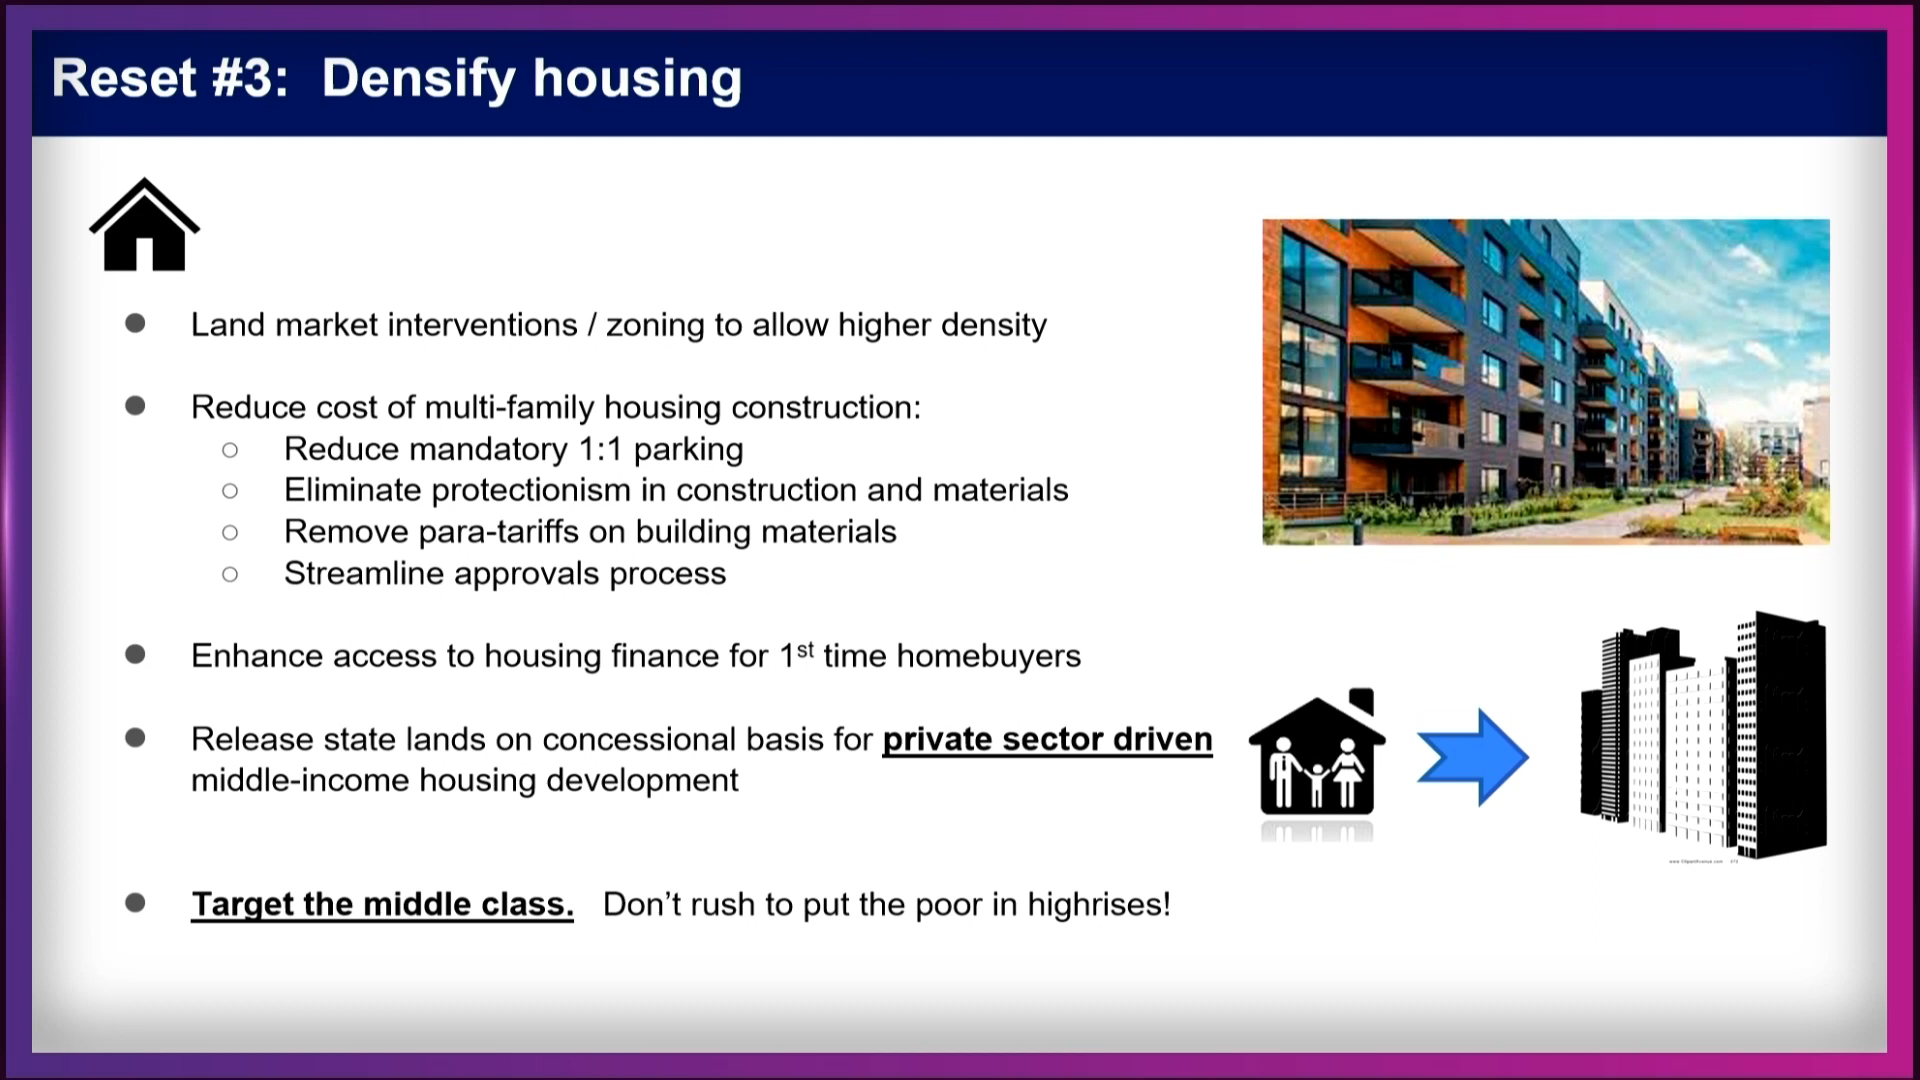 Reset #3: Densify housing
Land market interventions / zoning to allow higher density
Reduce cost of multi-family housing construction:
Reduce mandatory 1:1 parking
Eliminate protectionism in construction and materials
Remove para-tariffs on building materials
Streamline approvals process
Enhance access to housing finance for 1st time homebuyers
Release state lands on concessional basis for private sector driven
middle-income housing development
Target the middle class. Don’t rush to put the poor in highrises!